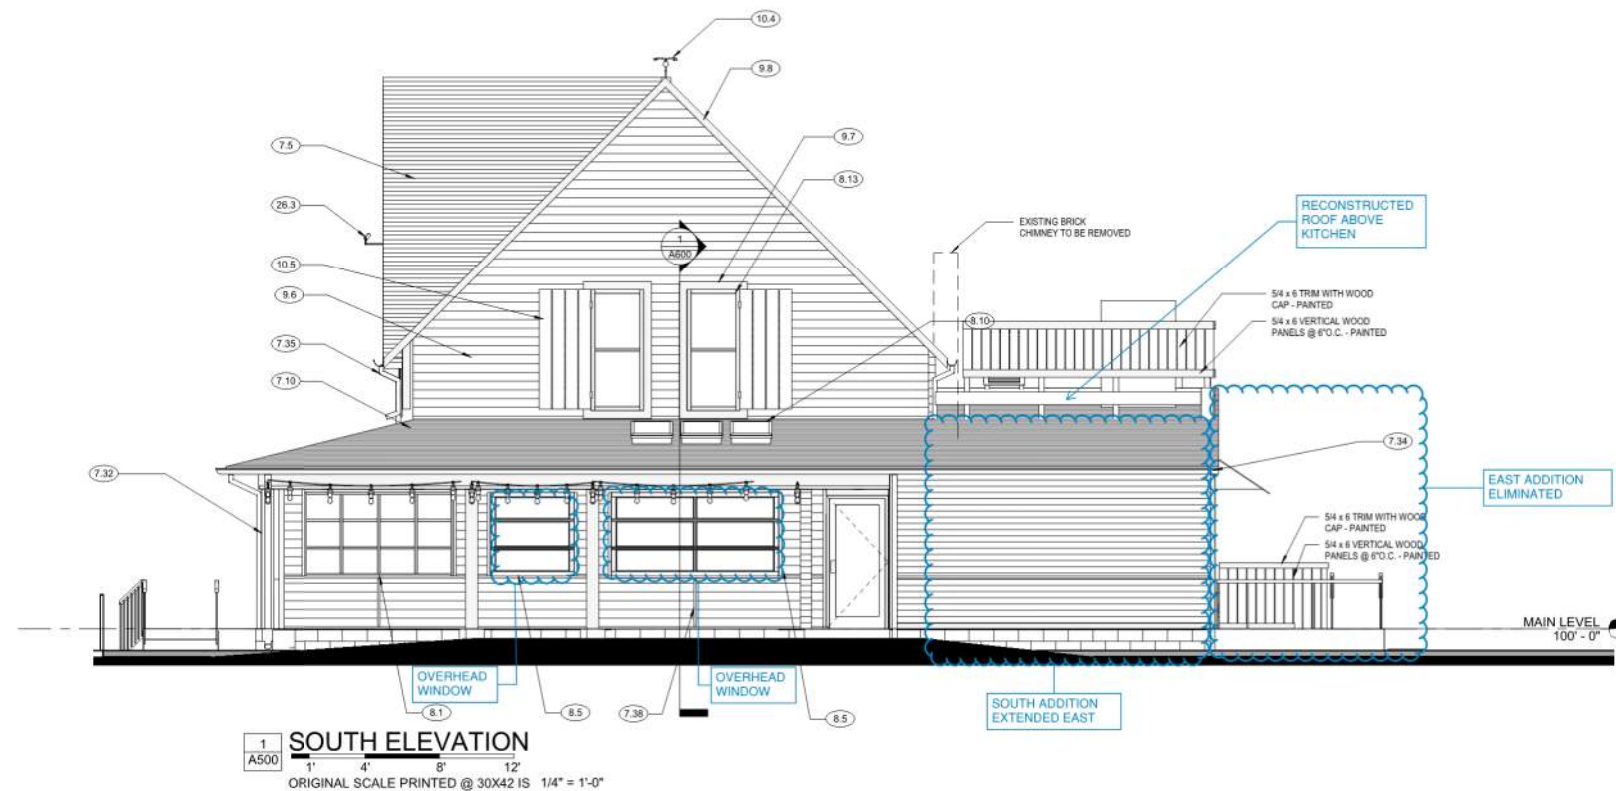 10.4
9.8
9.7
7.5
8.13
RECONSTRUCTED
ROOF ABOVE
KITCHEN
26.3
EXISTING BRICK
CHIMNEY TO BE REMOVED
1
A600
10.5
9.6
5/4 x 6 TRIM WITH WOOD
CAP - PAINTED
8.10
5/4 x 6 VERTICAL WOOD
PANELS @ 6"O.C. - PAINTED
7.35
7.10
7.34
7.32
EAST ADDITION
ELIMINATED
5/4 x 6 TRIM WITH WOOD
CAP - PAINTED
5/4 x 6 VERTICAL WOOD
PANELS @ 6"O.C. - PAINTED
MAIN LEVEL
100' - 0"
OVERHEAD
WINDOW
OVERHEAD
WINDOW
SOUTH ADDITION
EXTENDED EAST
8.1
8.5
7.38
8.5
1
A500
SOUTH ELEVATION
1' 4' 8' 12'
ORIGINAL SCALE PRINTED @ 30X42 IS 1/4" = 1'-0"